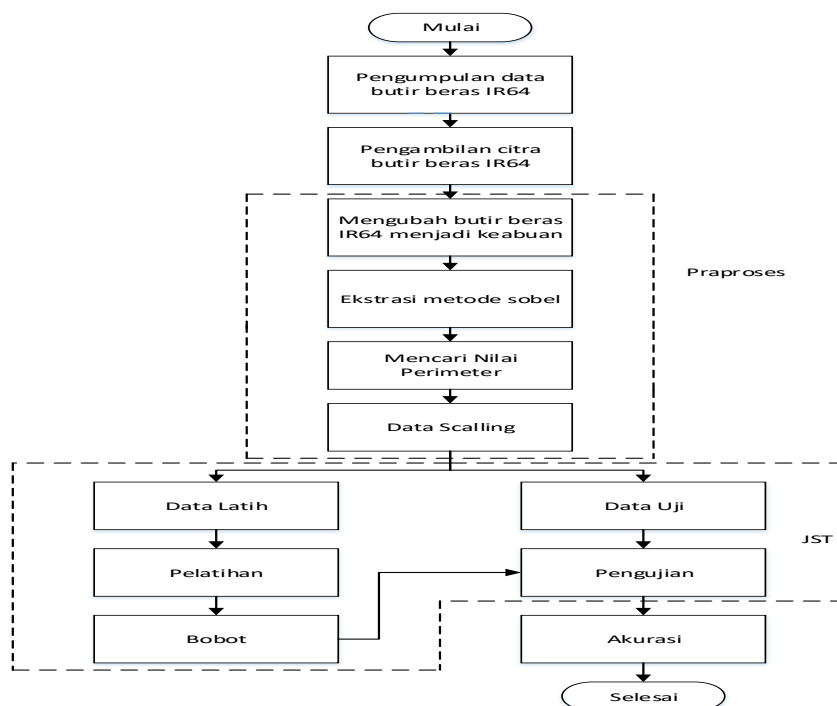 Mulai
Pengumpulan data
butir beras IR64
Pengambilan citra
butir beras IR64
Mengubah butir beras
IR64 menjadi keabuan
Praproses
Ekstrasi metode sobel
Mencari Nilai
Perimeter
Data Scalling
Data Latih
Data Uji
JST
Pelatihan
Pengujian
Bobot
Akurasi
Selesai